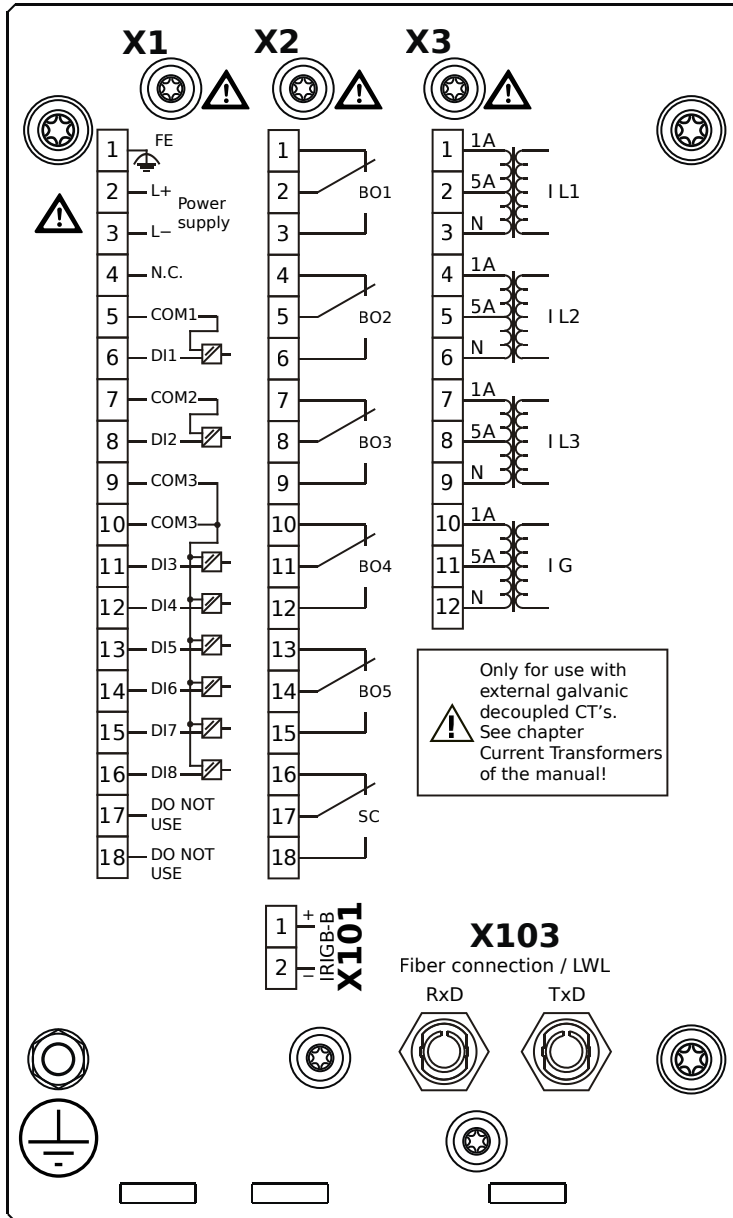 X1
X2
X3
1 FE
2 L+
Power
supply
3 L−
4 N.C.
5 COM1
6 DI1
7 COM2
8 DI2
9 COM3
10 COM3
11 DI3
12 DI4
13 DI5
14 DI6
15 DI7
16 DI8
17 DO NOT
USE
18 DO NOT
USE
1
2 BO1
3
4
5 BO2
6
7
8 BO3
9
10
11 BO4
12
13
14 BO5
15
16
17 SC
18
1 1A
2 5A I L1
3 N
4 1A
5 5A I L2
6 N
7 1A
8 5A I L3
9 N
10 1A
11 5A I G
12 N
!
Only for use with
external galvanic
decoupled CT's.
See chapter
Current Transformers
of the manual!
1 +
2 −
IRIGB-B
X101
X103
Fiber connection / LWL
RxD TxD